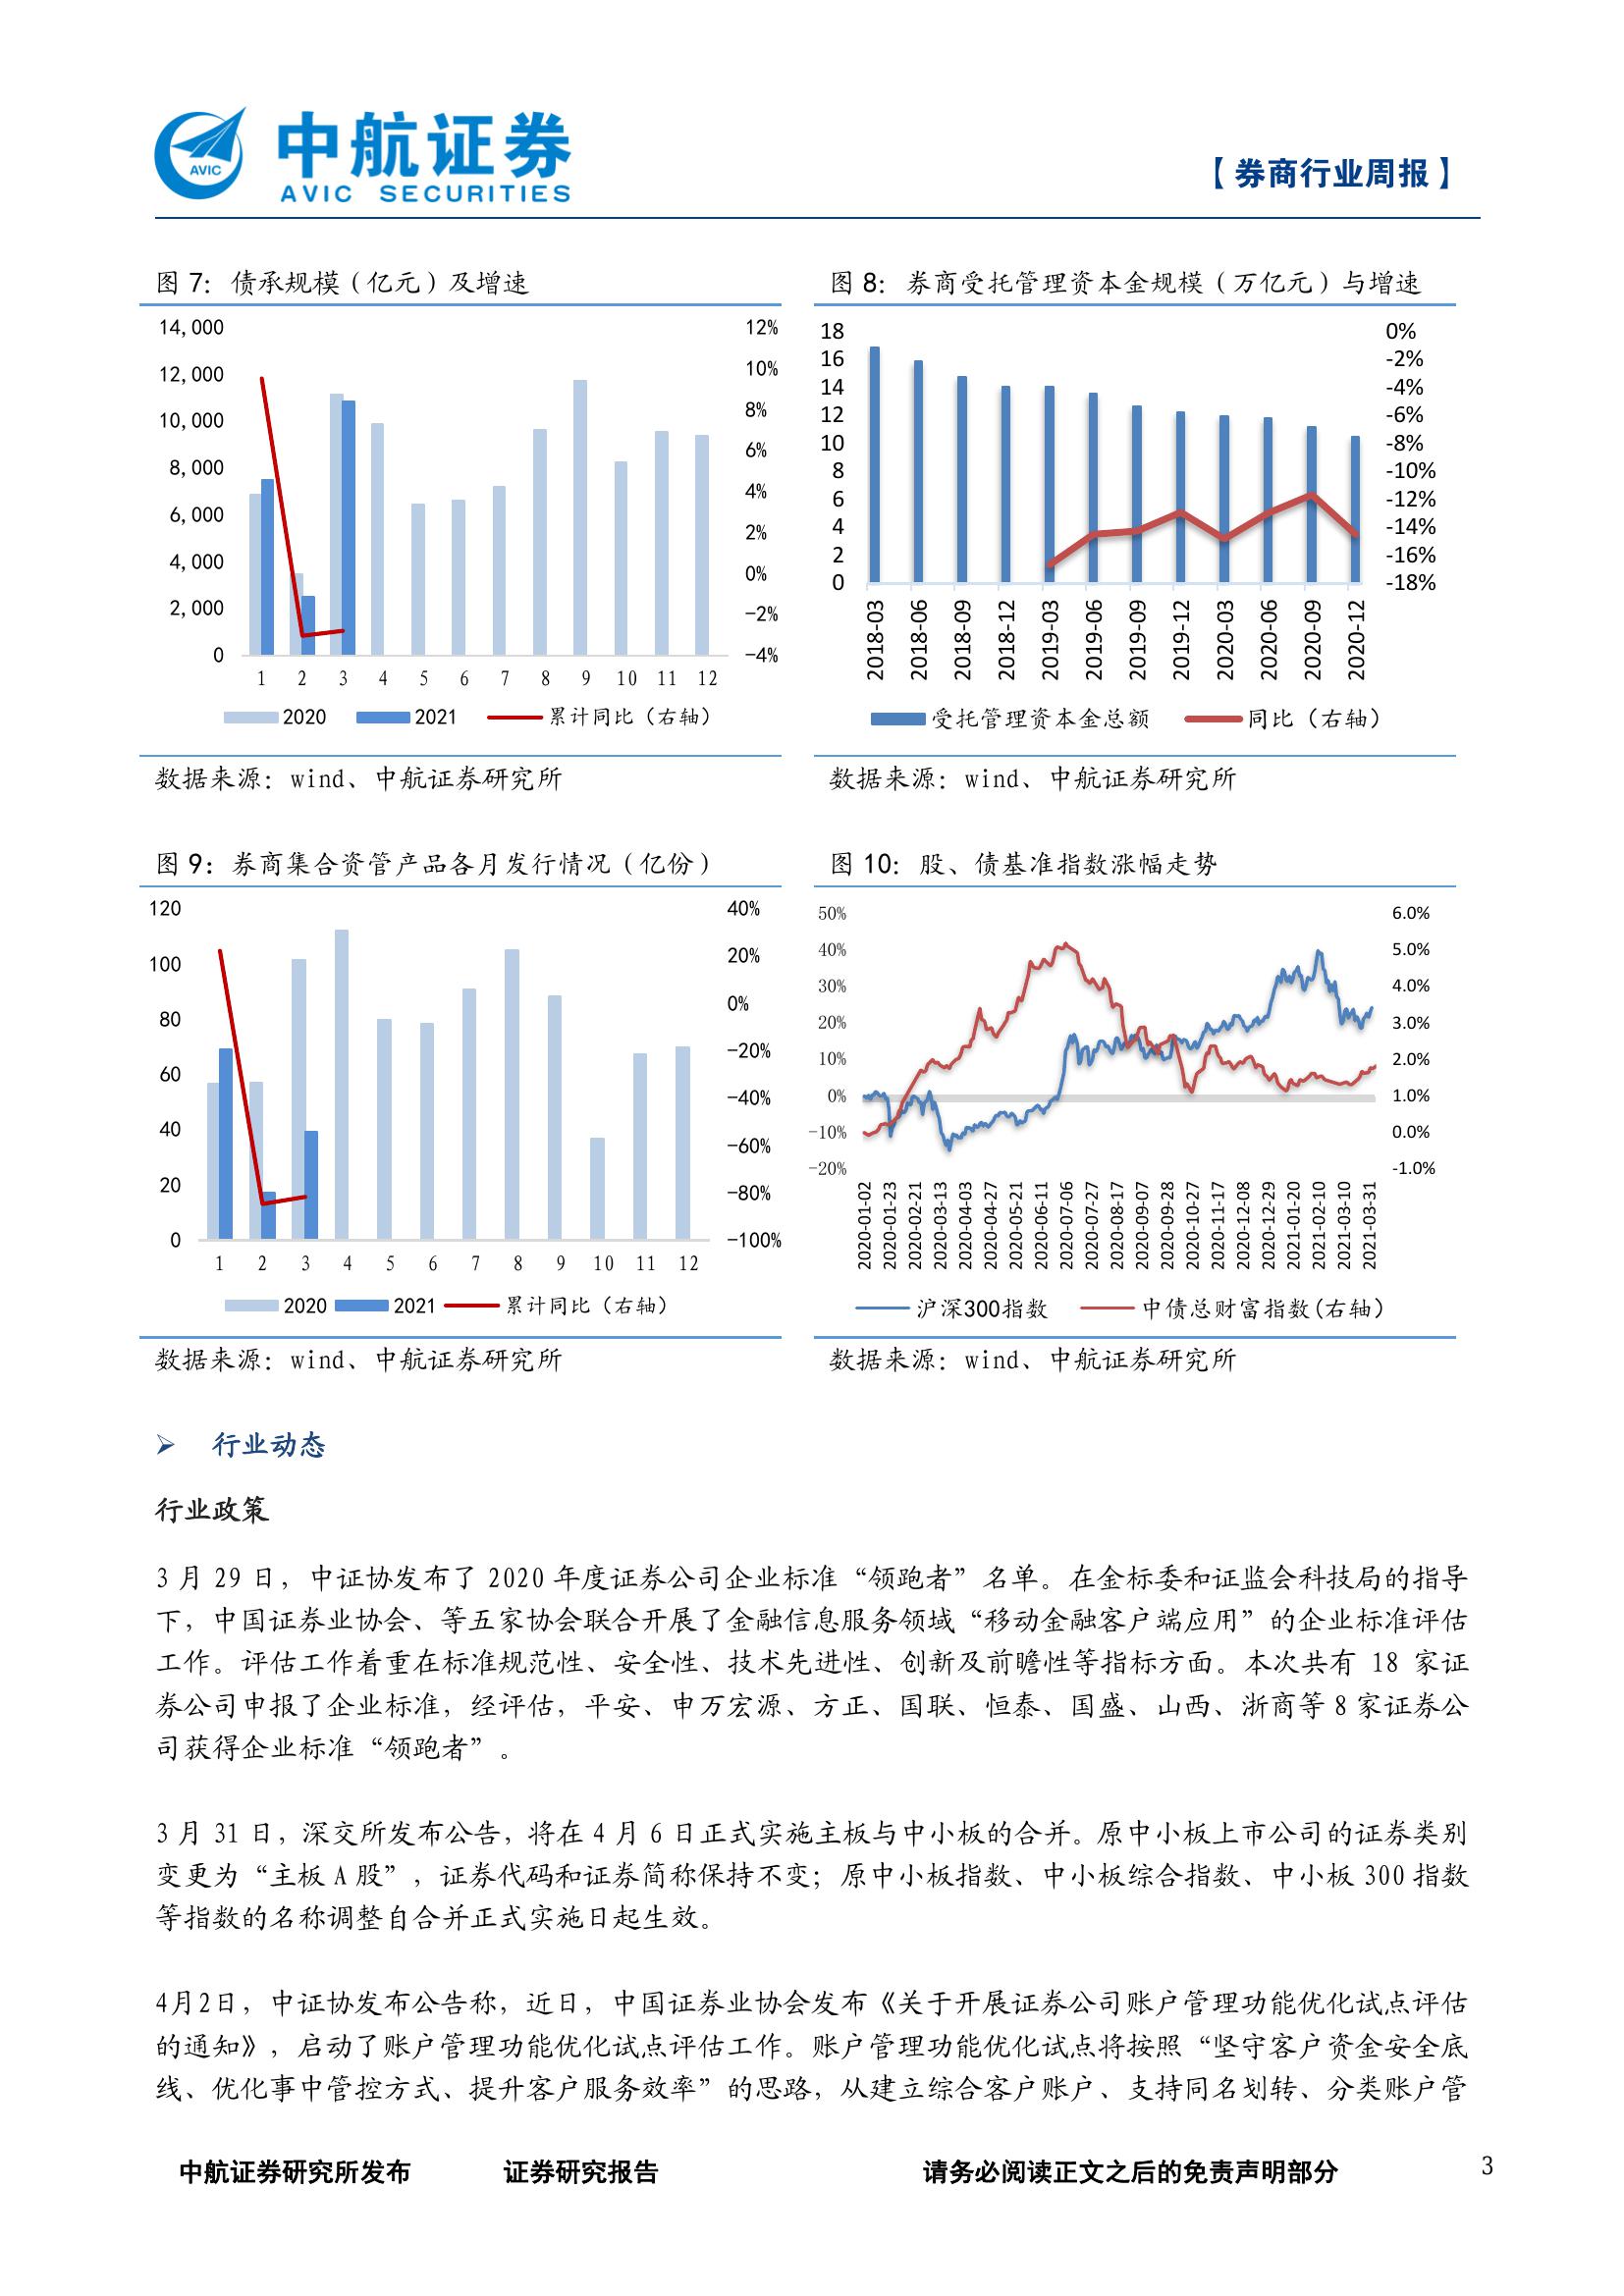 AVIC
中航证券
AVIC SECURITIES
【券商行业周报】
图 7：债承规模（亿元）及增速
14,000
12,000
10,000
8,000
6,000
4,000
2,000
0
12%
10%
8%
6%
4%
2%
0%
-2%
-4%
1 2 3 4 5 6 7 8 9 10 11 12
2020 2021 累计同比（右轴）
数据来源：wind、中航证券研究所
图 8：券商受托管理资本金规模（万亿元）与增速
18
16
14
12
10
8
6
4
2
0
0%
-2%
-4%
-6%
-8%
-10%
-12%
-14%
-16%
-18%
2018-03 2018-06 2018-09 2018-12 2019-03 2019-06 2019-09 2019-12 2020-03 2020-06 2020-09 2020-12
受托管理资本金总额 同比（右轴）
数据来源：wind、中航证券研究所
图 9：券商集合资管产品各月发行情况（亿份）
120
100
80
60
40
20
0
40%
20%
0%
-20%
-40%
-60%
-80%
-100%
1 2 3 4 5 6 7 8 9 10 11 12
2020 2021 累计同比（右轴）
数据来源：wind、中航证券研究所
图 10：股、债基准指数涨幅走势
50%
40%
30%
20%
10%
0%
-10%
-20%
6.0%
5.0%
4.0%
3.0%
2.0%
1.0%
0.0%
-1.0%
2020-01-02 2020-01-23 2020-02-21 2020-03-13 2020-04-03 2020-04-27 2020-05-21 2020-06-11 2020-07-06 2020-07-27 2020-08-17 2020-09-07 2020-09-28 2020-10-27 2020-11-17 2020-12-08 2020-12-29 2021-01-20 2021-02-10 2021-03-10 2021-03-31
沪深300指数 中债总财富指数(右轴)
数据来源：wind、中航证券研究所
➢ 行业动态
行业政策
3 月 29 日，中证协发布了 2020 年度证券公司企业标准“领跑者”名单。在金标委和证监会科技局的指导
下，中国证券业协会、等五家协会联合开展了金融信息服务领域“移动金融客户端应用”的企业标准评估
工作。评估工作着重在标准规范性、安全性、技术先进性、创新及前瞻性等指标方面。本次共有 18 家证
券公司申报了企业标准，经评估，平安、申万宏源、方正、国联、恒泰、国盛、山西、浙商等 8 家证券公
司获得企业标准“领跑者”。
3 月 31 日，深交所发布公告，将在 4 月 6 日正式实施主板与中小板的合并。原中小板上市公司的证券类别
变更为“主板 A 股”，证券代码和证券简称保持不变；原中小板指数、中小板综合指数、中小板 300 指数
等指数的名称调整自合并正式实施日起生效。
4月2日，中证协发布公告称，近日，中国证券业协会发布《关于开展证券公司账户管理功能优化试点评估
的通知》，启动了账户管理功能优化试点评估工作。账户管理功能优化试点将按照“坚守客户资金安全底
线、优化事中管控方式、提升客户服务效率”的思路，从建立综合客户账户、支持同名划转、分类账户管
中航证券研究所发布 证券研究报告 请务必阅读正文之后的免责声明部分 3